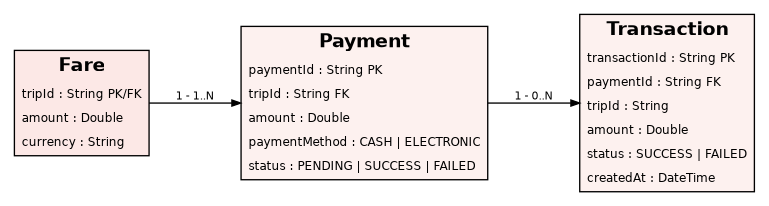 Fare
tripId : String PK/FK
amount : Double
currency : String
1 - 1..N
Payment
paymentId : String PK
tripId : String FK
amount : Double
paymentMethod : CASH | ELECTRONIC
status : PENDING | SUCCESS | FAILED
1 - 0..N
Transaction
transactionId : String PK
paymentId : String FK
tripId : String
amount : Double
status : SUCCESS | FAILED
createdAt : DateTime